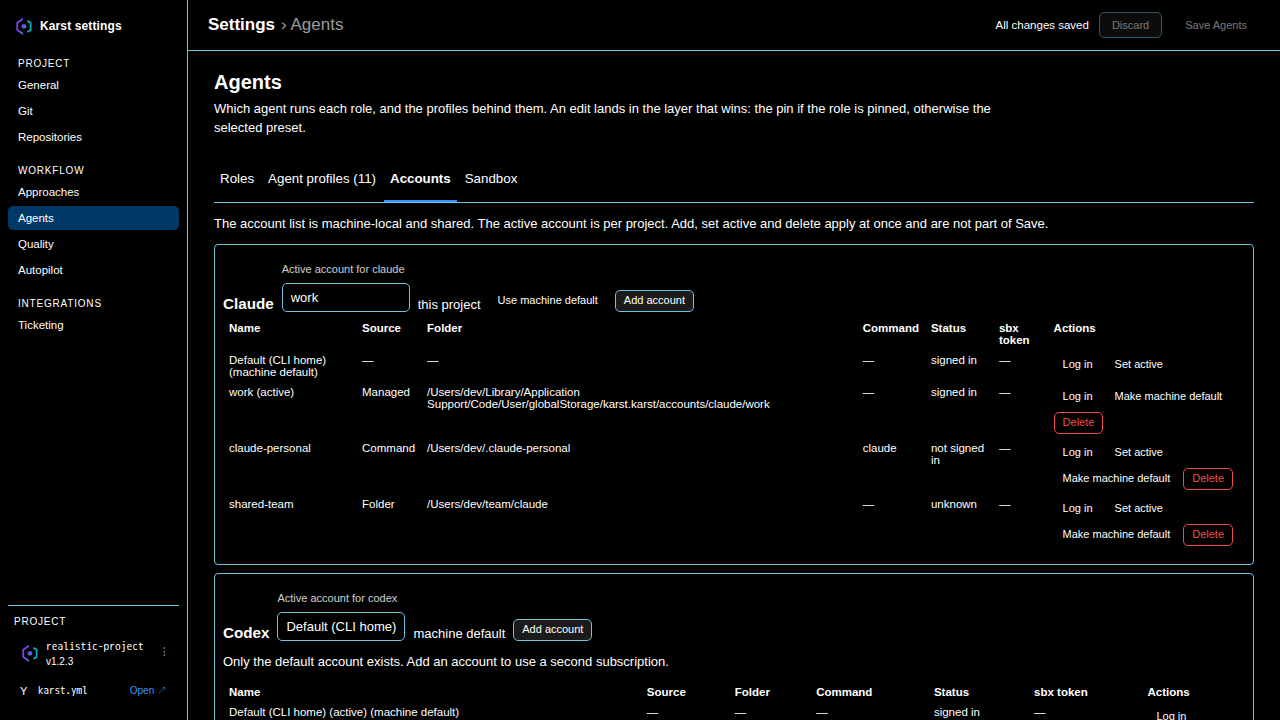 Karst settings
PROJECT
General
Git
Repositories
WORKFLOW
Approaches
Agents
Quality
Autopilot
INTEGRATIONS
Ticketing
PROJECT
realistic-project
v1.2.3
Y karst.yml Open ↗
Settings › Agents
All changes saved Discard Save Agents
Agents
Which agent runs each role, and the profiles behind them. An edit lands in the layer that wins: the pin if the role is pinned, otherwise the
selected preset.
Roles Agent profiles (11) Accounts Sandbox
The account list is machine-local and shared. The active account is per project. Add, set active and delete apply at once and are not part of Save.
Active account for claude
Claude work this project Use machine default Add account
Name Source Folder Command Status sbx token Actions
Default (CLI home) (machine default) — — — signed in — Log in Set active
work (active) Managed /Users/dev/Library/Application Support/Code/User/globalStorage/karst.karst/accounts/claude/work — signed in — Log in Make machine default
Delete
claude-personal Command /Users/dev/.claude-personal claude not signed in — Log in Set active
Make machine default Delete
shared-team Folder /Users/dev/team/claude — unknown — Log in Set active
Make machine default Delete
Active account for codex
Codex Default (CLI home) machine default Add account
Only the default account exists. Add an account to use a second subscription.
Name Source Folder Command Status sbx token Actions
Default (CLI home) (active) (machine default) — — — signed in — Log in